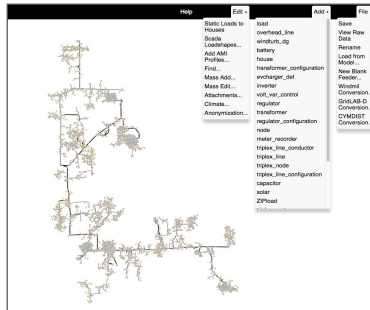 Help
Edit
Static Loads to
Houses
Scada
Loadshapes...
Add AMI
Profiles...
Find...
Mass Add...
Mass Edit...
Attachments...
Climate...
Anonymization...
Add
load
overhead_line
windturb_dg
battery
house
transformer_configuration
evcharger_det
inverter
volt_var_control
regulator
transformer
regulator_configuration
node
meter_recorder
triplex_line_conductor
triplex_line
triplex_node
triplex_line_configuration
capacitor
solar
ZIPload
File
Save
View Raw
Data
Rename
Load from
Model...
New Blank
Feeder...
Windmil
Conversion.
GridLAB-D
Conversion.
CYMDIST
Conversion.